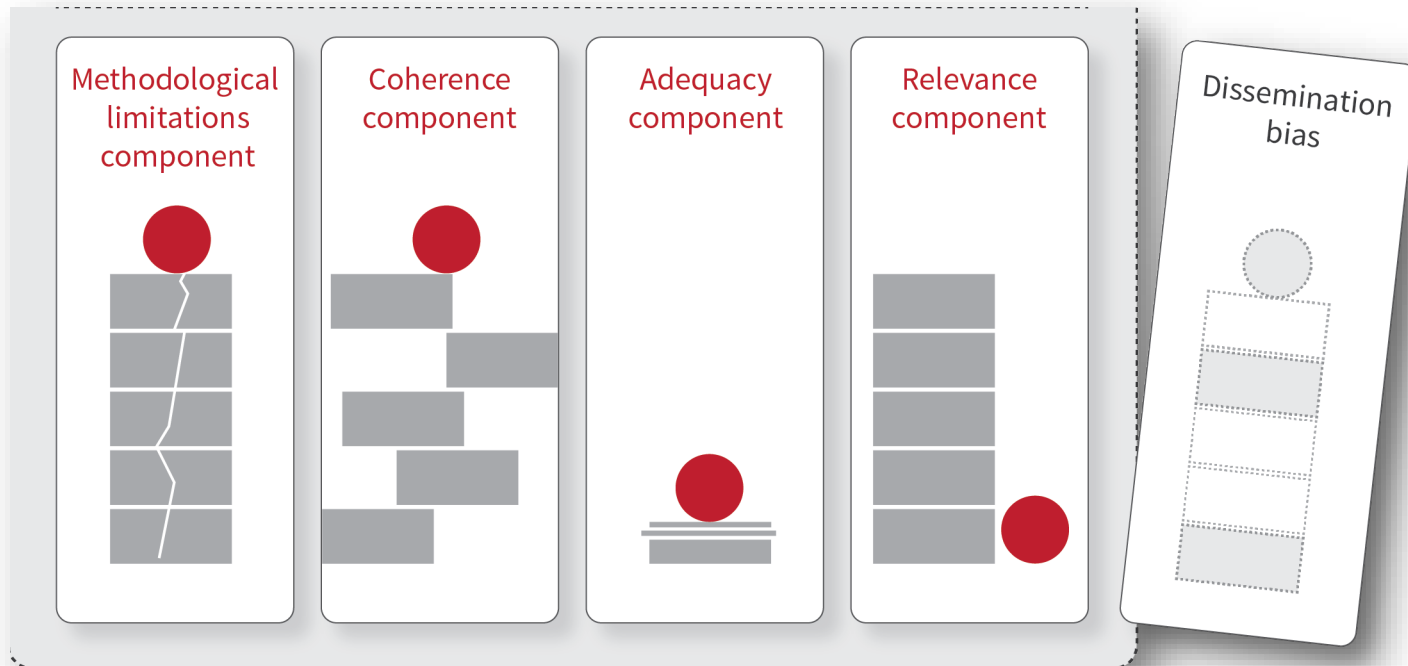 Methodological
limitations
component
Coherence
component
Adequacy
component
Relevance
component
Dissemination
bias